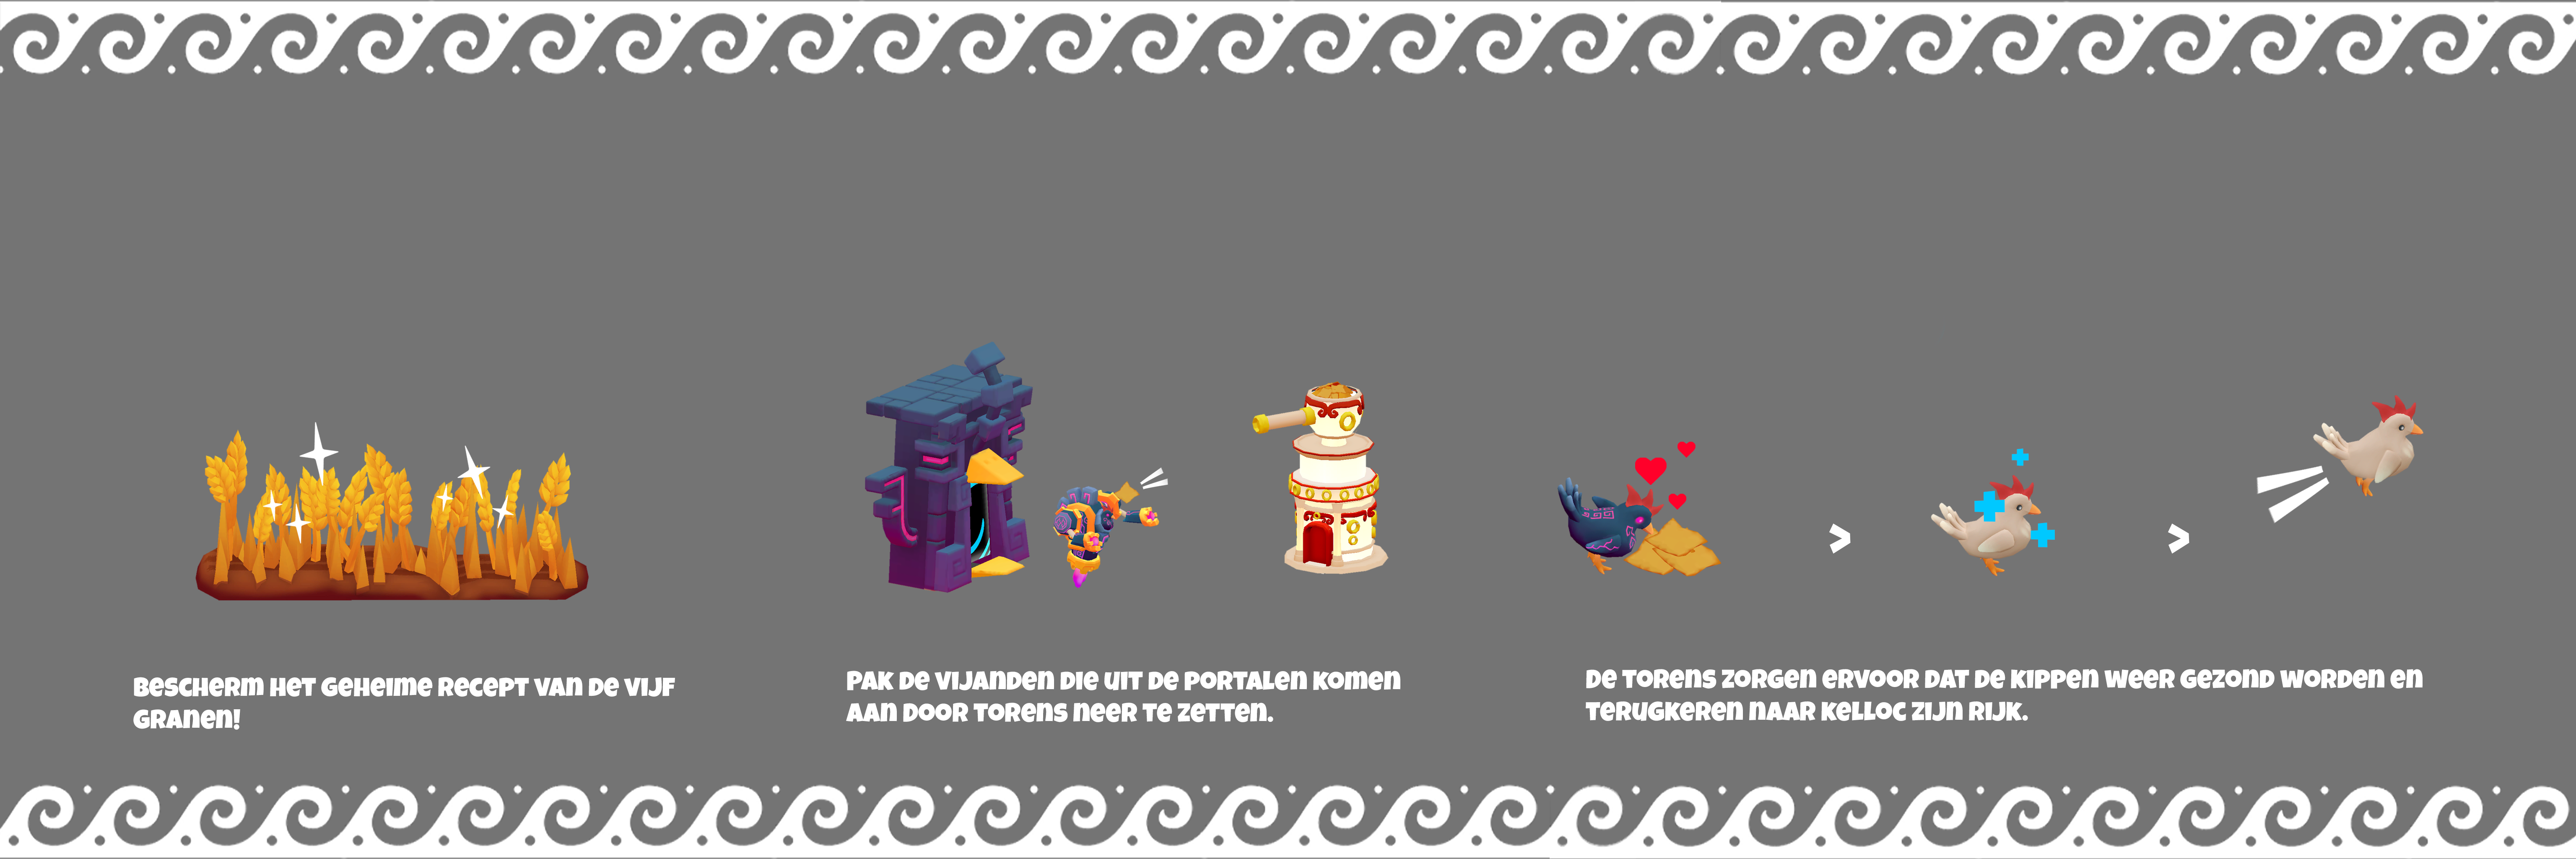 Bescherm het geheime recept van de vijf
granen!
Pak de vijanden die uit de portalen komen
aan door torens neer te zetten.
De torens zorgen ervoor dat de kippen weer gezond worden en
terugkeren naar Kelloc zijn rijk.